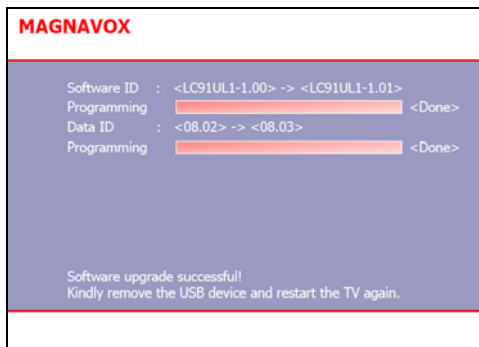 MAGNAVOX
Software ID : <LC91UL1-1.00> -> <LC91UL1-1.01>
Programming <Done>
Data ID : <08.02> -> <08.03>
Programming <Done>
Software upgrade successful!
Kindly remove the USB device and restart the TV again.